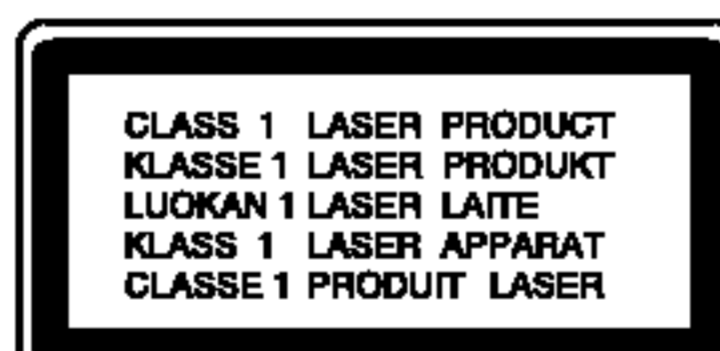 CLASS 1 LASER PRODUCT
KLASSE 1 LASER PRODUKT
LUOKAN 1 LASER LAITE
KLASS 1 LASER APPARAT
CLASSE 1 PRODUIT LASER